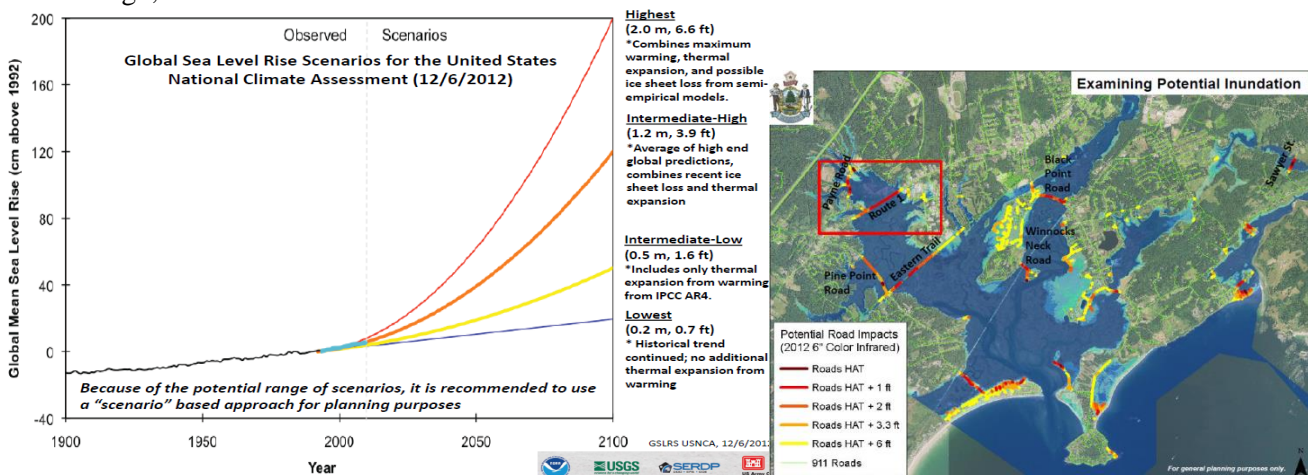 200
160
120
80
40
0
-40
1900
1950
2000
2050
2100
Global Mean Sea Level Rise (cm above 1992)
Year
Observed
Scenarios
Global Sea Level Rise Scenarios for the United States
National Climate Assessment (12/6/2012)
Because of the potential range of scenarios, it is recommended to use
a “scenario” based approach for planning purposes
Highest
(2.0 m, 6.6 ft)
*Combines maximum
warming, thermal
expansion, and possible
ice sheet loss from semi-
empirical models.
Intermediate-High
(1.2 m, 3.9 ft)
*Average of high end
global predictions,
combines recent ice
sheet loss and thermal
expansion
Intermediate-Low
(0.5 m, 1.6 ft)
*Includes only thermal
expansion from warming
from IPCC AR4.
Lowest
(0.2 m, 0.7 ft)
* Historical trend
continued; no additional
thermal expansion from
warming
GSLRS USNCA, 12/6/2012
USGS
SERDP
Examining Potential Inundation
Payne Road
Route 1
Black
Point
Road
Sawyer St.
Eastern Trail
Winnocks
Neck
Road
Pine Point
Road
Potential Road Impacts
(2012 6" Color Infrared)
Roads HAT
Roads HAT + 1 ft
Roads HAT + 2 ft
Roads HAT + 3.3 ft
Roads HAT + 6 ft
911 Roads
For general planning purposes only.